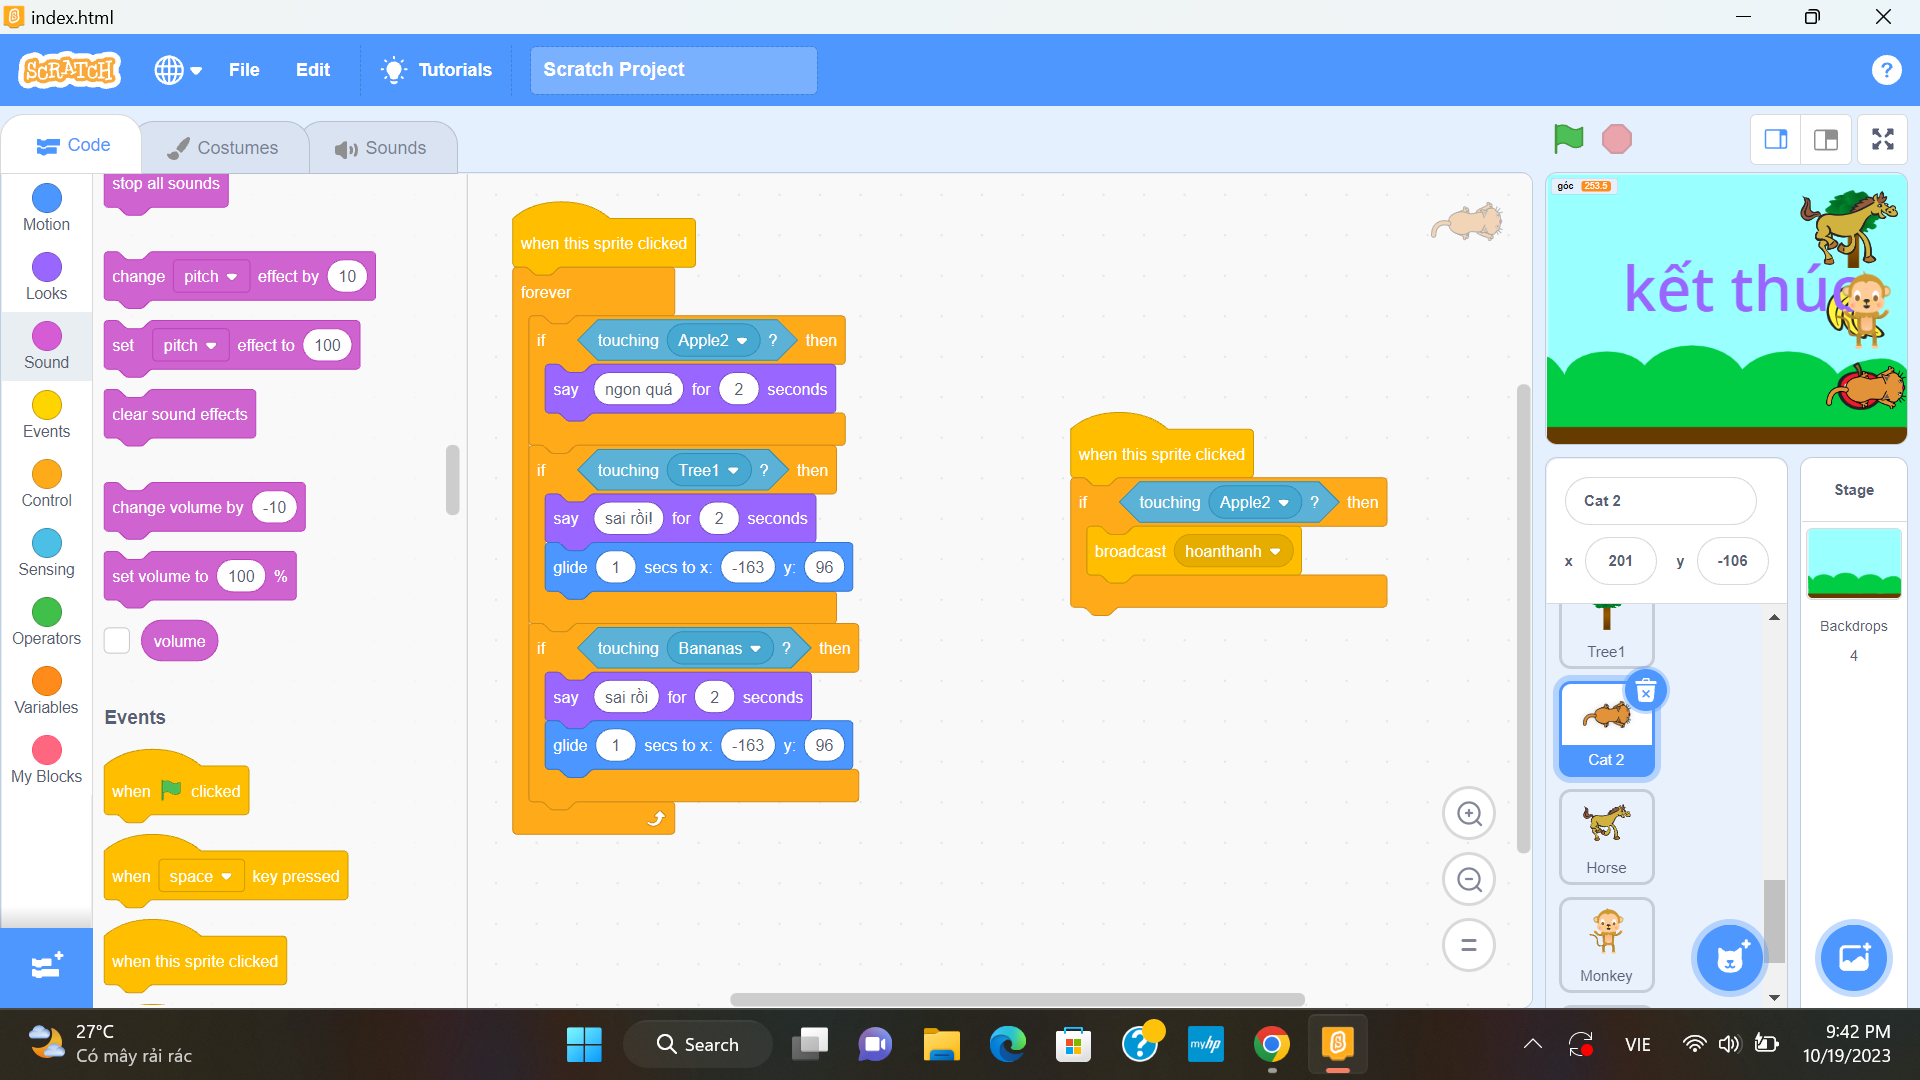 index.html
SCRATCH
File
Edit
Tutorials
Scratch Project
?
Code
Costumes
Sounds
Motion
Looks
Sound
Events
Control
Sensing
Operators
Variables
My Blocks
stop all sounds
change pitch effect by 10
set pitch effect to 100
clear sound effects
change volume by -10
set volume to 100 %
volume
Events
when clicked
when space key pressed
when this sprite clicked
when this sprite clicked
forever
if touching Apple2 ? then
say ngon quá for 2 seconds
if touching Tree1 ? then
say sai rồi! for 2 seconds
glide 1 secs to x: -163 y: 96
if touching Bananas ? then
say sai rồi for 2 seconds
glide 1 secs to x: -163 y: 96
when this sprite clicked
if touching Apple2 ? then
broadcast hoanthanh
góc 253.5
kết thúc
Cat 2
x 201 y -106
Tree1
Cat 2
Horse
Monkey
Stage
Backdrops
4
27°C
Có mây rải rác
Search
myhp
VIE
9:42 PM
10/19/2023